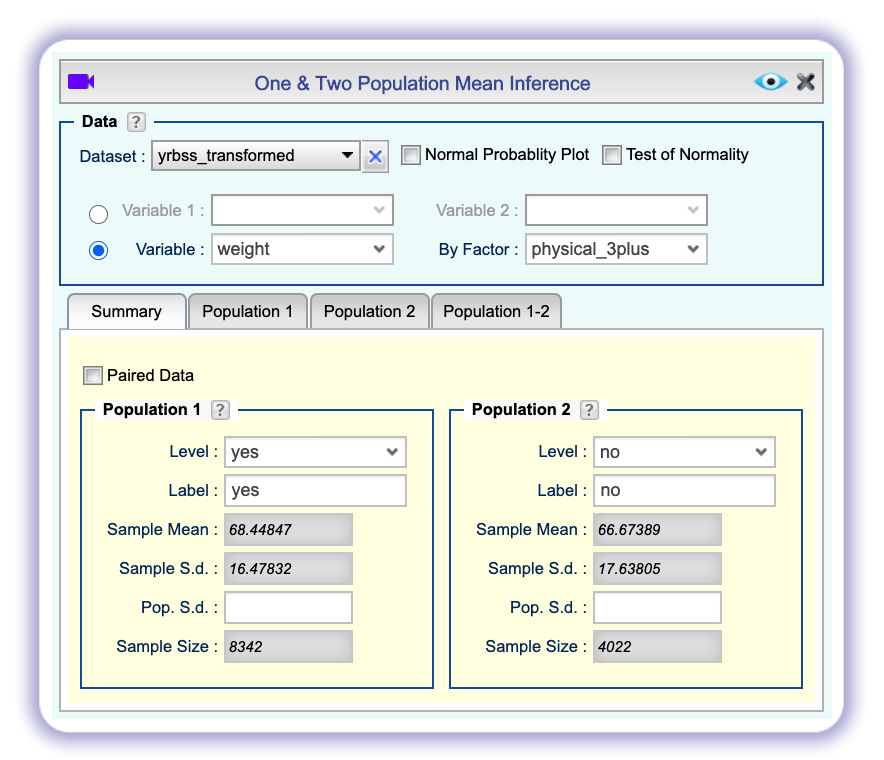 One & Two Population Mean Inference
Data ?
Dataset : yrbss_transformed Normal Probablity Plot Test of Normality
Variable 1 : Variable 2 :
Variable : weight By Factor : physical_3plus
Summary Population 1 Population 2 Population 1-2
Paired Data
Population 1 ?
Level : yes
Label : yes
Sample Mean : 68.44847
Sample S.d. : 16.47832
Pop. S.d. :
Sample Size : 8342
Population 2 ?
Level : no
Label : no
Sample Mean : 66.67389
Sample S.d. : 17.63805
Pop. S.d. :
Sample Size : 4022